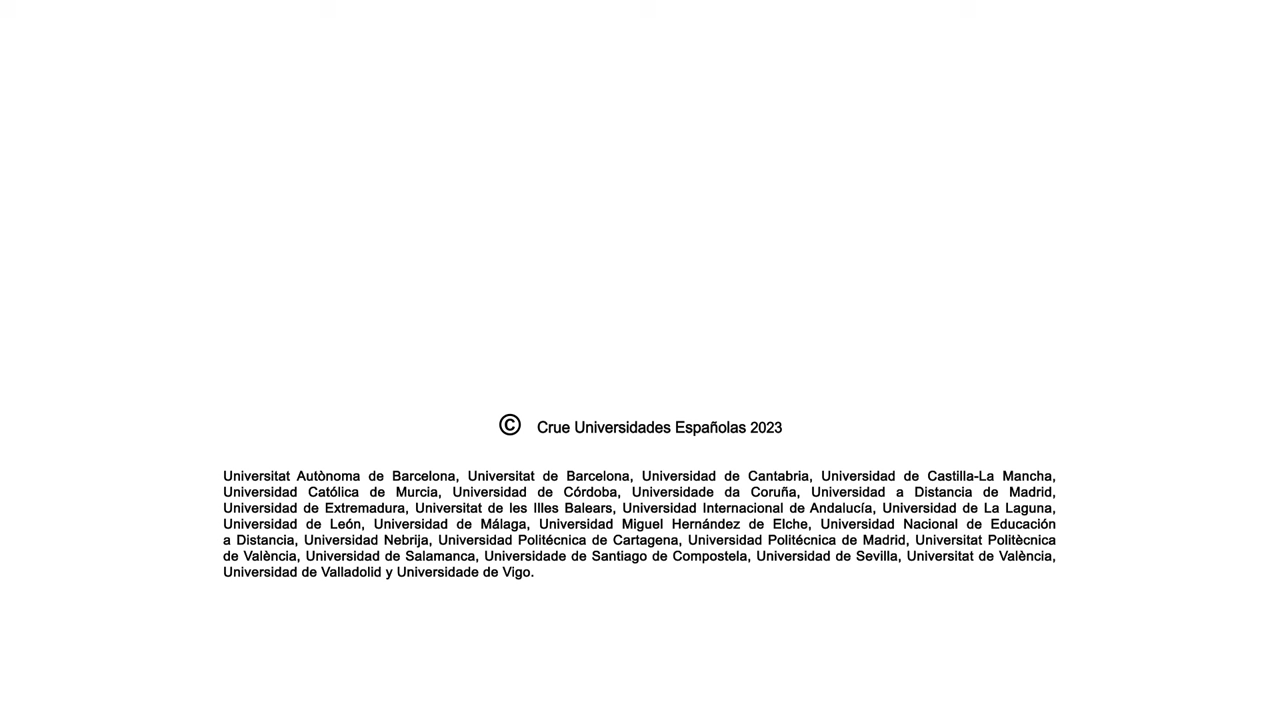 © Crue Universidades Españolas 2023
Universitat Autònoma de Barcelona, Universitat de Barcelona, Universidad de Cantabria, Universidad de Castilla-La Mancha,
Universidad Católica de Murcia, Universidad de Córdoba, Universidade da Coruña, Universidad a Distancia de Madrid,
Universidad de Extremadura, Universitat de les Illes Balears, Universidad Internacional de Andalucía, Universidad de La Laguna,
Universidad de León, Universidad de Málaga, Universidad Miguel Hernández de Elche, Universidad Nacional de Educación
a Distancia, Universidad Nebrija, Universidad Politécnica de Cartagena, Universidad Politécnica de Madrid, Universitat Politècnica
de València, Universidad de Salamanca, Universidade de Santiago de Compostela, Universidad de Sevilla, Universitat de València,
Universidad de Valladolid y Universidade de Vigo.